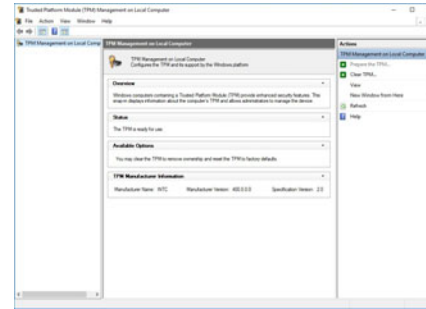 Trusted Platform Module (TPM) Management on Local Computer
File Action View Window Help
TPM Management on Local Comp
TPM Management on Local Computer
TPM Management on Local Computer
Configures the TPM and its support by the Windows platform
Overview
Windows computers containing a Trusted Platform Module (TPM) provide enhanced security features. This
snap-in displays information about the computer's TPM and allows administrators to manage the device.
Status
The TPM is ready for use.
Available Options
You may clear the TPM to remove ownership and reset the TPM to factory defaults.
TPM Manufacturer Information
Manufacturer Name: INTC Manufacturer Version: 400.0.0.0 Specification Version: 2.0
Actions
TPM Management on Local Computer
Prepare the TPM...
Clear TPM...
View
New Window from Here
Refresh
Help